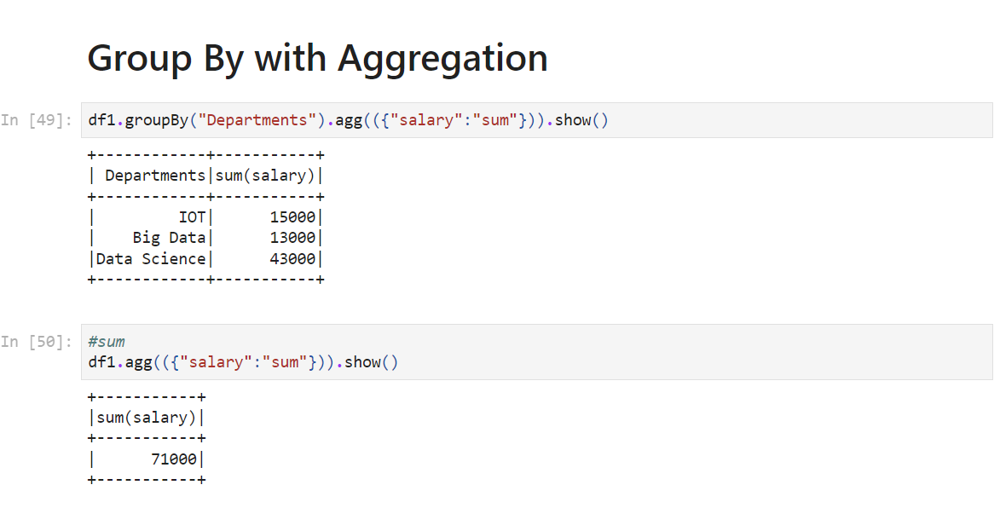 Group By with Aggregation
In [49]: df1.groupBy("Departments").agg(({"salary":"sum"})).show()
+------------+-----------+
| Departments|sum(salary)|
+------------+-----------+
|         IOT|      15000|
|    Big Data|      13000|
|Data Science|      43000|
+------------+-----------+
In [50]: #sum
df1.agg(({"salary":"sum"})).show()
+-----------+
|sum(salary)|
+-----------+
|      71000|
+-----------+